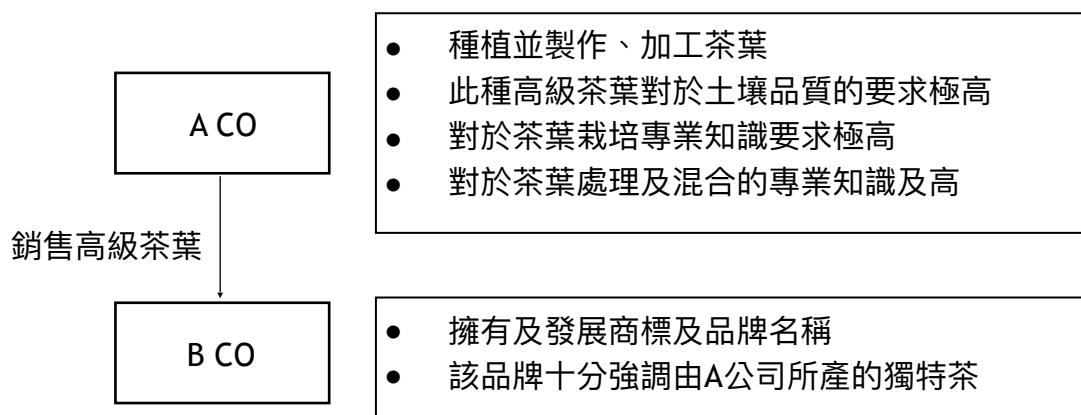 ● 種植並製作、加工茶葉
● 此種高級茶葉對於土壤品質的要求極高
● 對於茶葉栽培專業知識要求極高
● 對於茶葉處理及混合的專業知識及高
A CO
銷售高級茶葉
B CO
● 擁有及發展商標及品牌名稱
● 該品牌十分強調由A公司所產的獨特茶